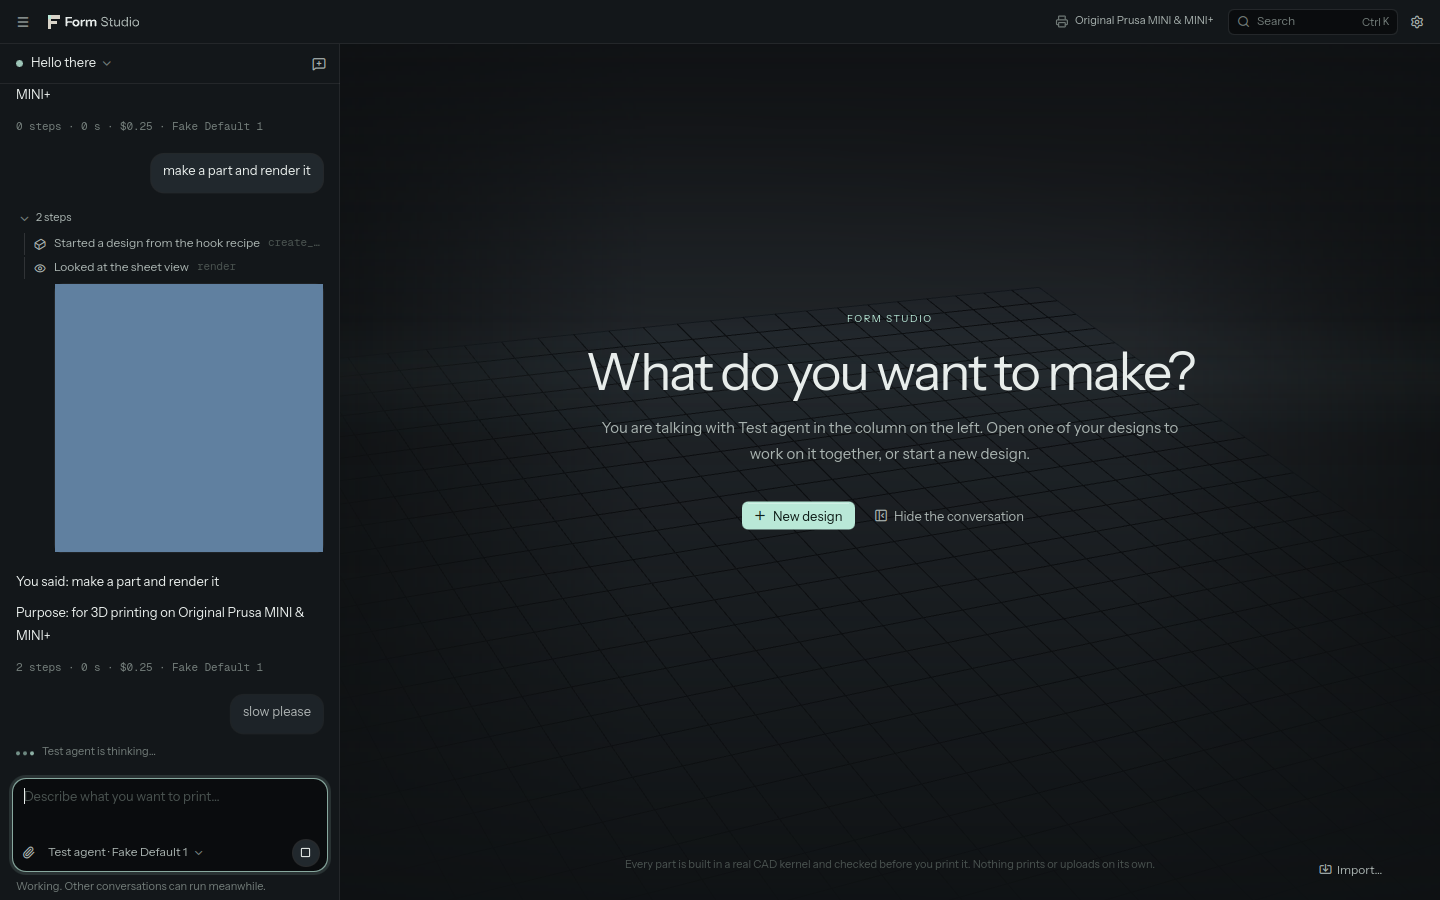 Form Studio
Original Prusa MINI & MINI+
Search
Ctrl K
Hello there
MINI+
0 steps · 0 s · $0.25 · Fake Default 1
make a part and render it
2 steps
Started a design from the hook recipe create_…
Looked at the sheet view render
You said: make a part and render it
Purpose: for 3D printing on Original Prusa MINI &
MINI+
2 steps · 0 s · $0.25 · Fake Default 1
slow please
Test agent is thinking…
Describe what you want to print…
Test agent · Fake Default 1
Working. Other conversations can run meanwhile.
FORM STUDIO
What do you want to make?
You are talking with Test agent in the column on the left. Open one of your designs to
work on it together, or start a new design.
New design
Hide the conversation
Every part is built in a real CAD kernel and checked before you print it. Nothing prints or uploads on its own.
Import…